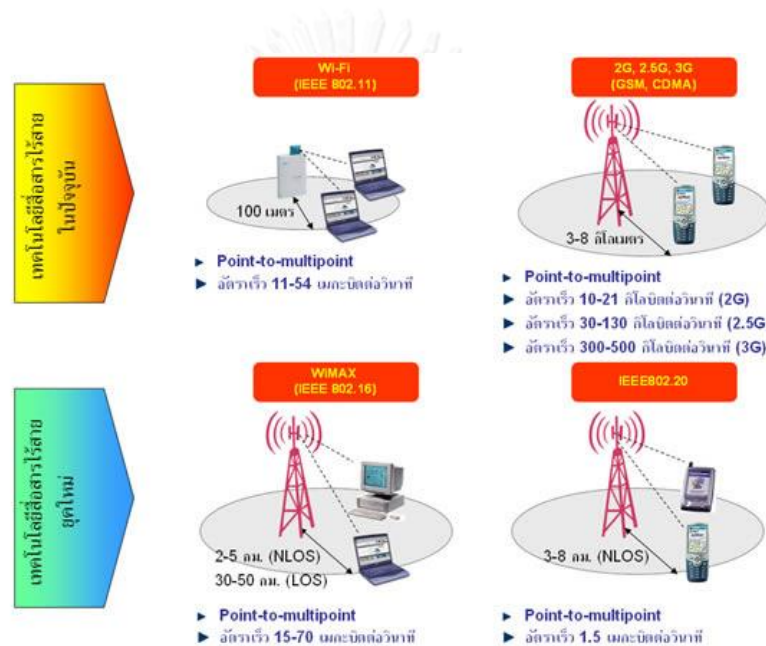 เทคโนโลยีสื่อสารไร้สาย
ในปัจจุบัน
Wi-Fi
(IEEE 802.11)
100 เมตร
► Point-to-multipoint
► อัตราเร็ว 11-54 เมกะบิตต่อวินาที
2G, 2.5G, 3G
(GSM, CDMA)
3-8 กิโลเมตร
► Point-to-multipoint
► อัตราเร็ว 10-21 กิโลบิตต่อวินาที (2G)
► อัตราเร็ว 30-130 กิโลบิตต่อวินาที (2.5G
► อัตราเร็ว 300-500 กิโลบิตต่อวินาที (3G)
เทคโนโลยีสื่อสารไร้สาย
ยุคใหม่
WiMAX
(IEEE 802.16)
2-5 กม. (NLOS)
30-50 กม. (LOS)
► Point-to-multipoint
► อัตราเร็ว 15-70 เมกะบิตต่อวินาที
IEEE802.20
3-8 กม. (NLOS)
► Point-to-multipoint
► อัตราเร็ว 1.5 เมกะบิตต่อวินาที